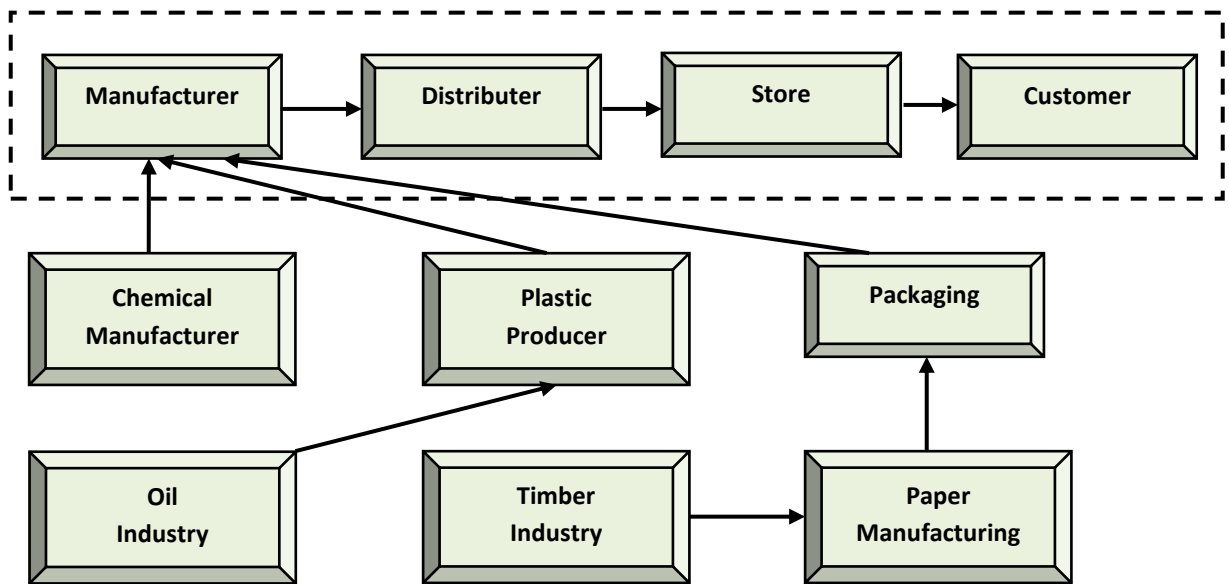 Manufacturer
Distributer
Store
Customer
Chemical
Manufacturer
Plastic
Producer
Packaging
Oil
Industry
Timber
Industry
Paper
Manufacturing